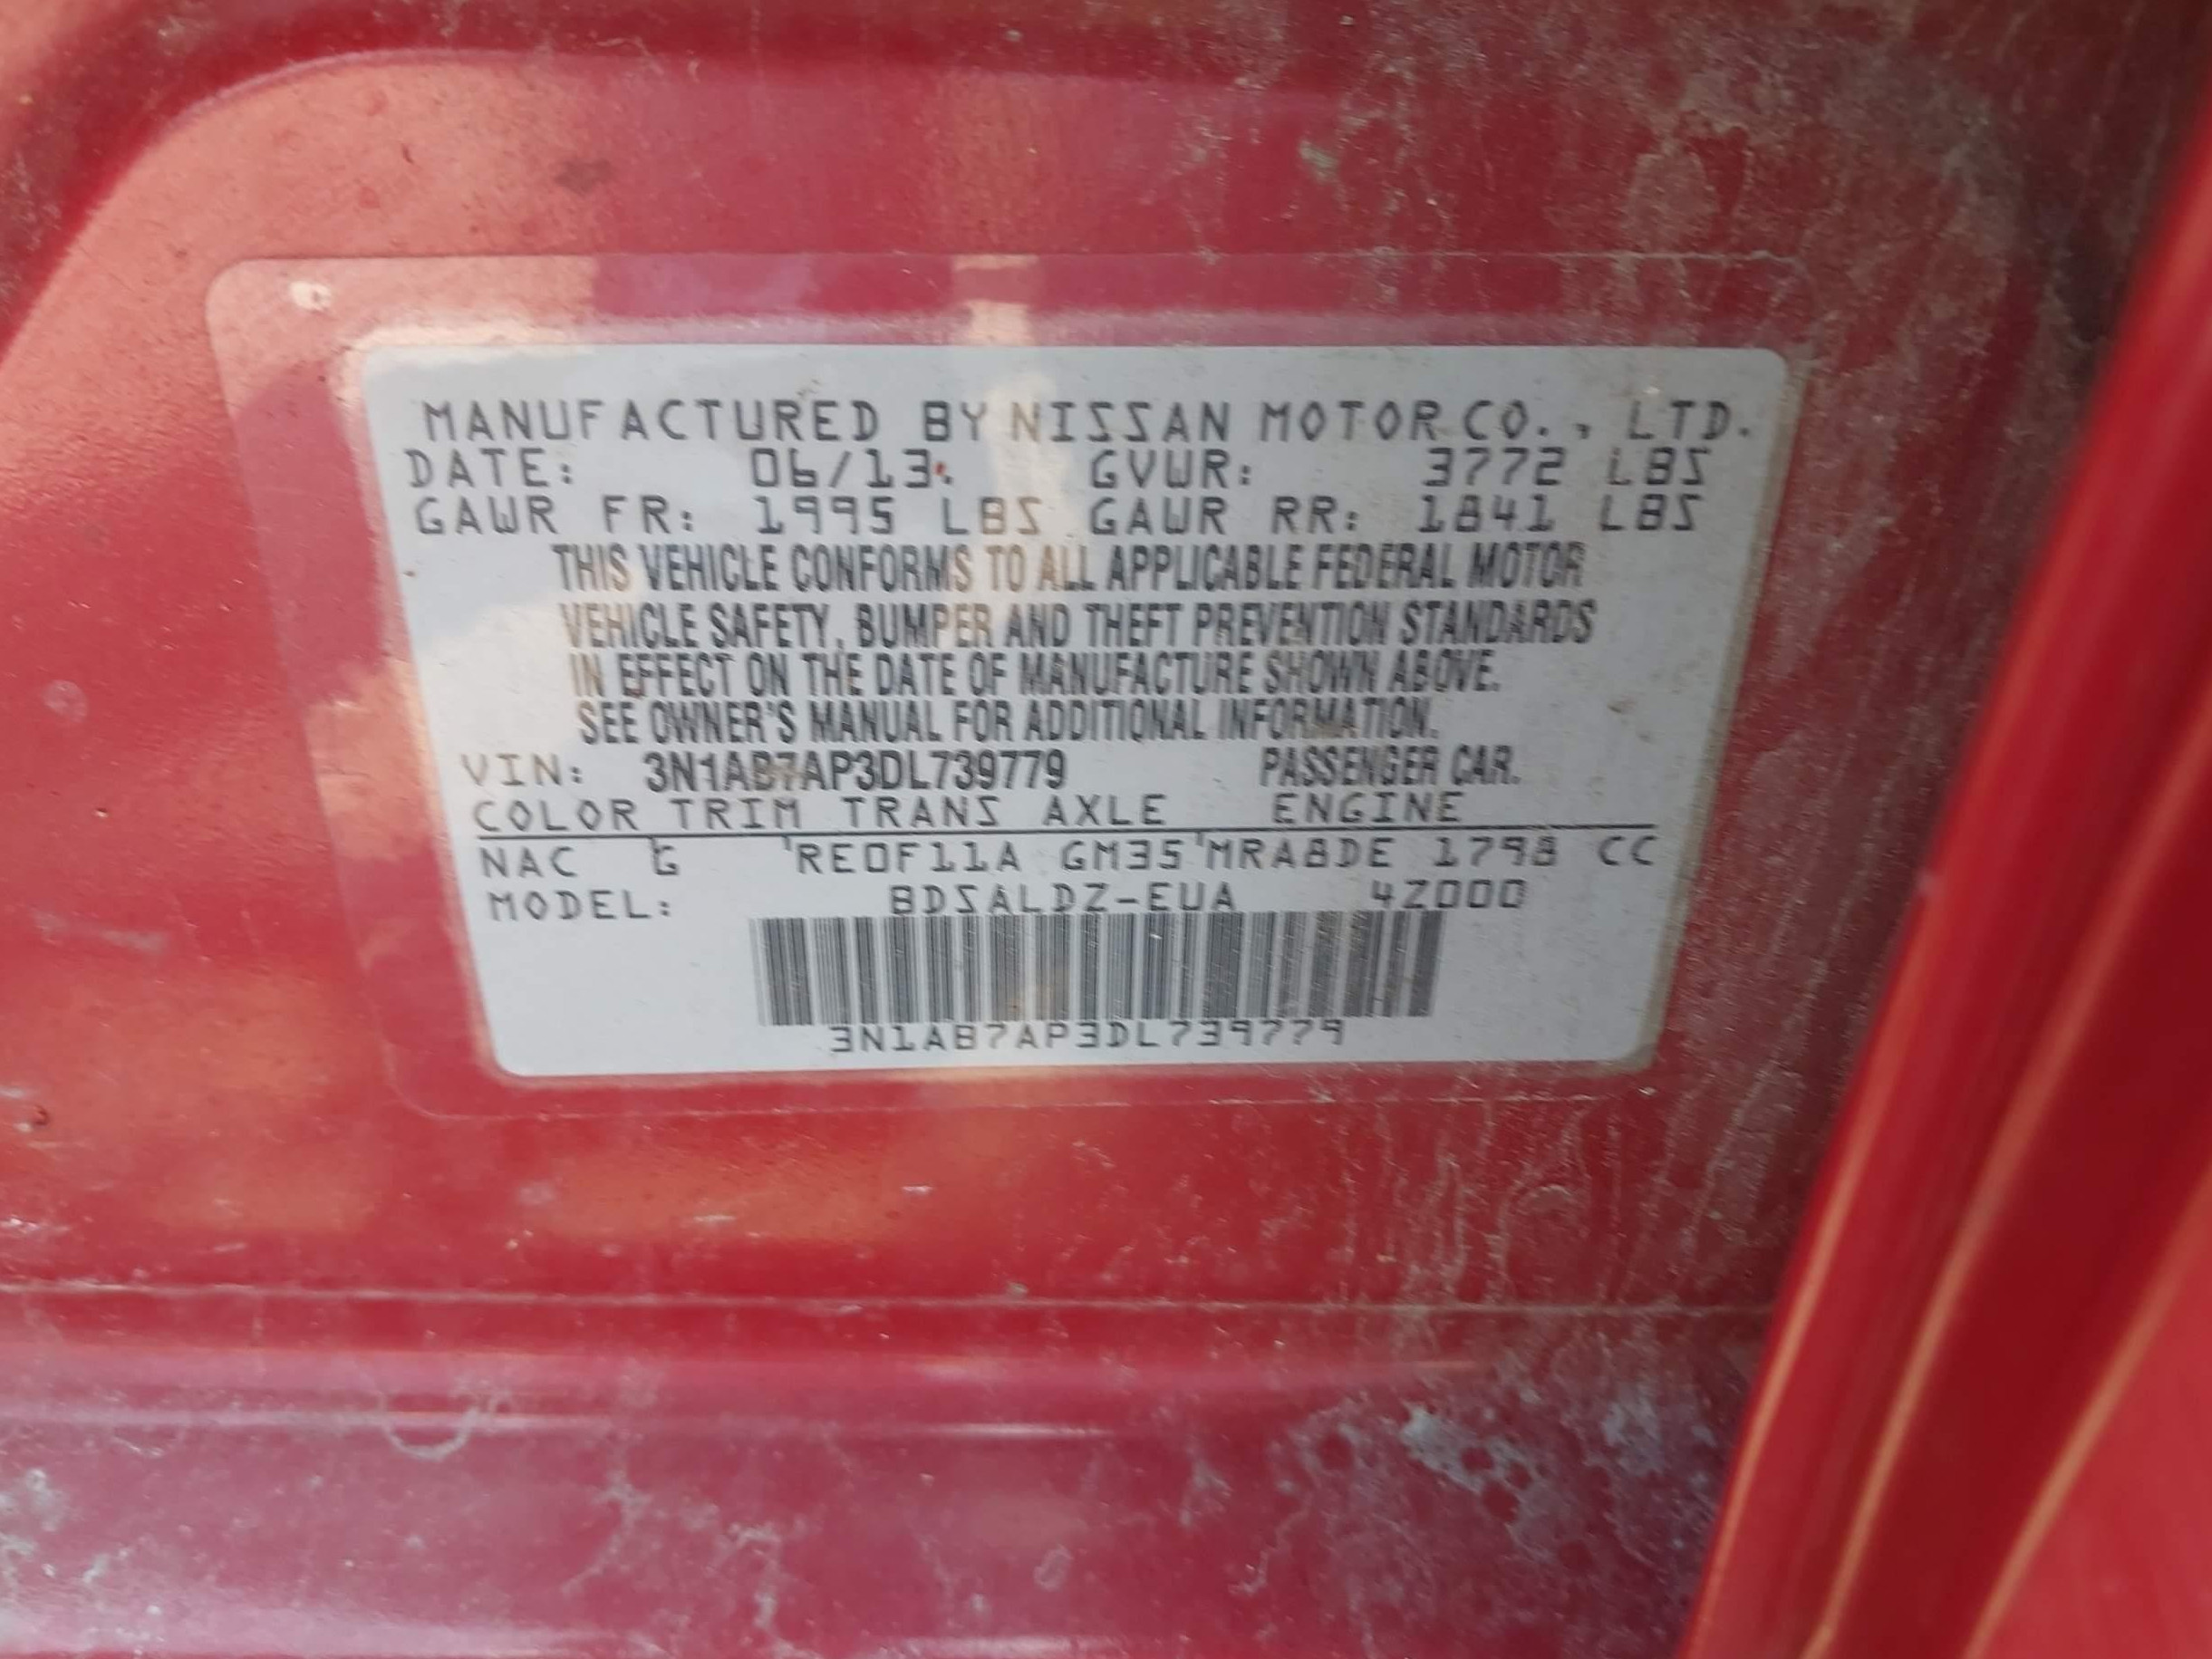 MANUFACTURED BY NISSAN MOTOR CO., LTD.
DATE: 06/13 GVWR: 3772 LBS
GAWR FR: 1995 LBS GAWR RR: 1841 LBS
THIS VEHICLE CONFORMS TO ALL APPLICABLE FEDERAL MOTOR
VEHICLE SAFETY, BUMPER AND THEFT PREVENTION STANDARDS
IN EFFECT ON THE DATE OF MANUFACTURE SHOWN ABOVE.
SEE OWNER'S MANUAL FOR ADDITIONAL INFORMATION.
VIN: 3N1AB7AP3DL739779 PASSENGER CAR.
COLOR TRIM TRANS AXLE ENGINE
NAC G RE0F11A GM35 MRA8DE 1798 CC
MODEL: BDSALDZ-EUA 4Z000
3N1AB7AP3DL739779